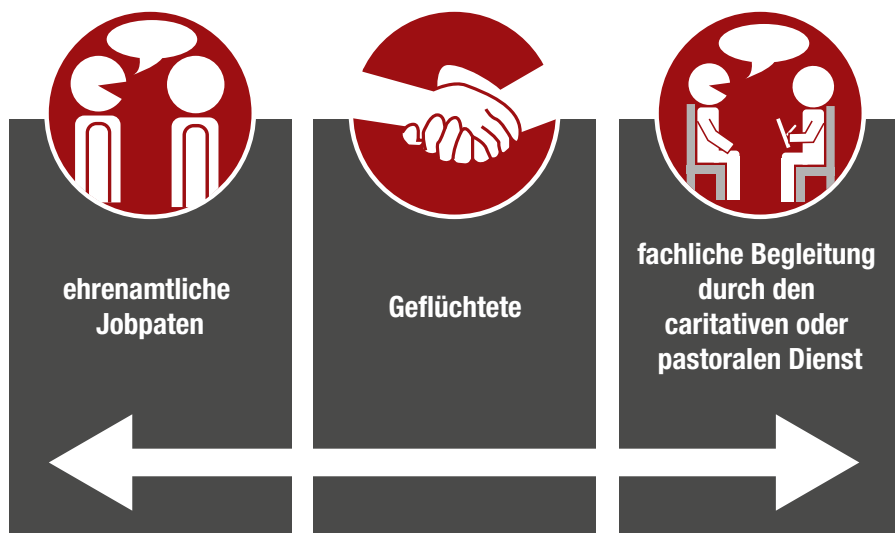 ehrenamtliche
Jobpaten
Geflüchtete
fachliche Begleitung
durch den
caritativen oder
pastoralen Dienst